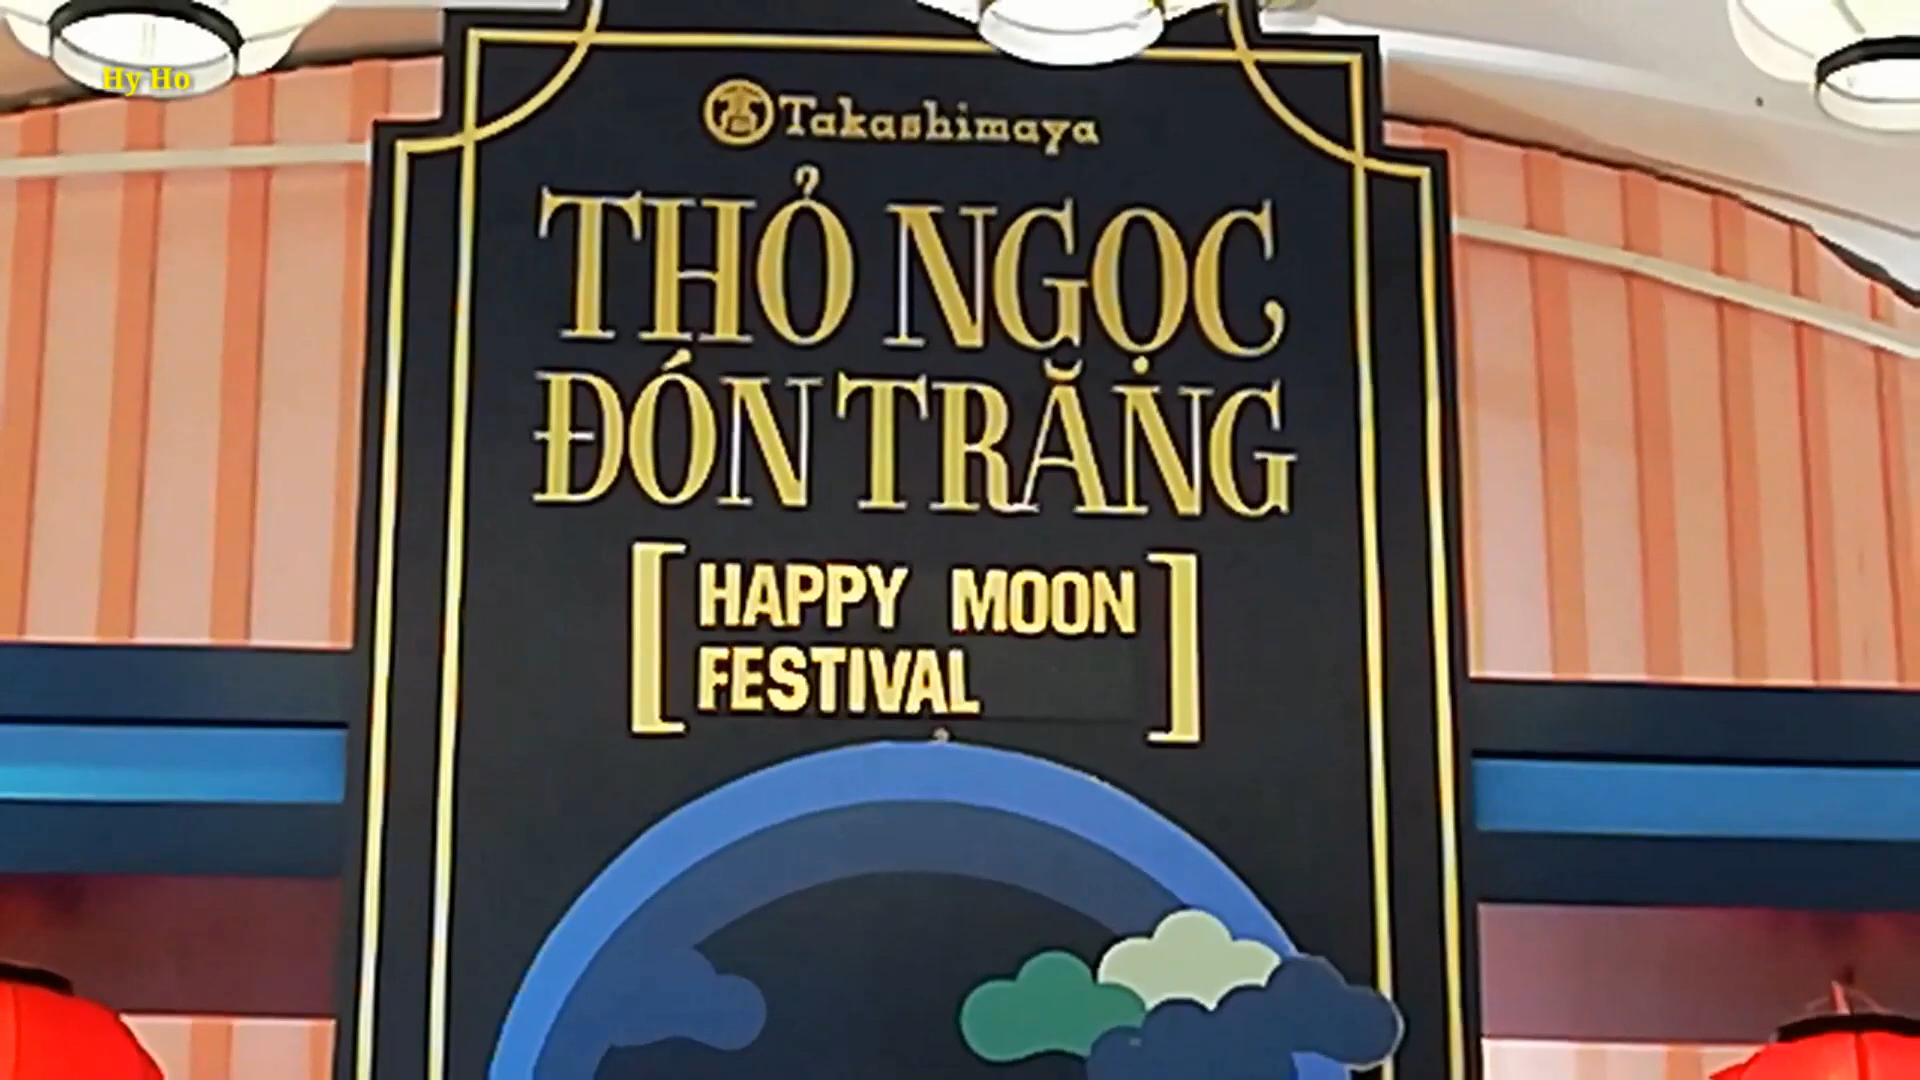 Hy Ho
Takashimaya
THỎ NGỌC
ĐÓN TRĂNG
[HAPPY MOON
FESTIVAL]